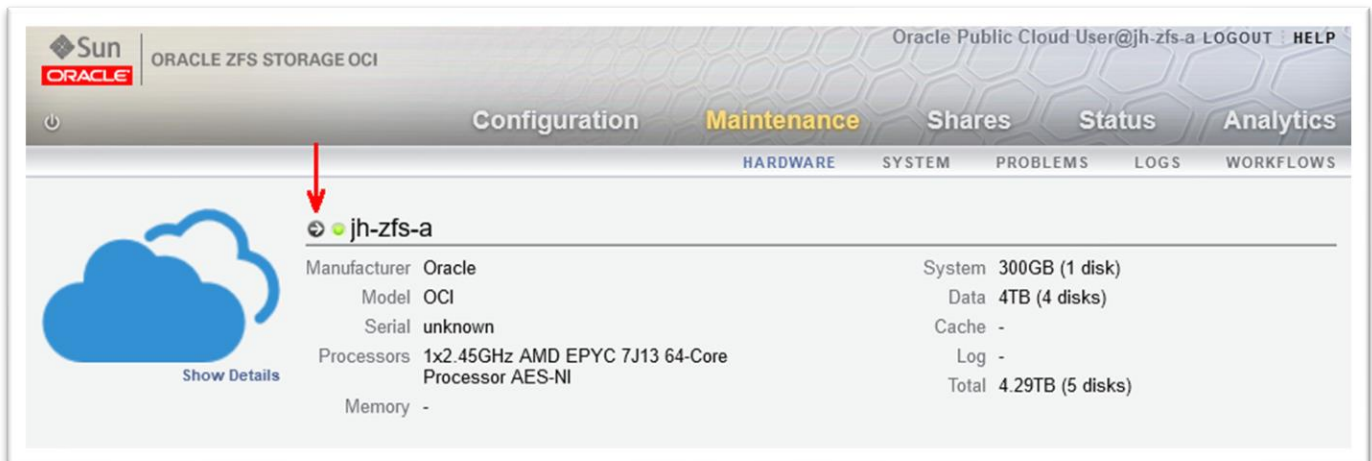 Sun
ORACLE
ORACLE ZFS STORAGE OCI
Oracle Public Cloud User@jh-zfs-a LOGOUT HELP
Configuration Maintenance Shares Status Analytics
HARDWARE SYSTEM PROBLEMS LOGS WORKFLOWS
jh-zfs-a
Manufacturer Oracle
Model OCI
Serial unknown
Processors 1x2.45GHz AMD EPYC 7J13 64-Core
Processor AES-NI
Memory -
System 300GB (1 disk)
Data 4TB (4 disks)
Cache -
Log -
Total 4.29TB (5 disks)
Show Details